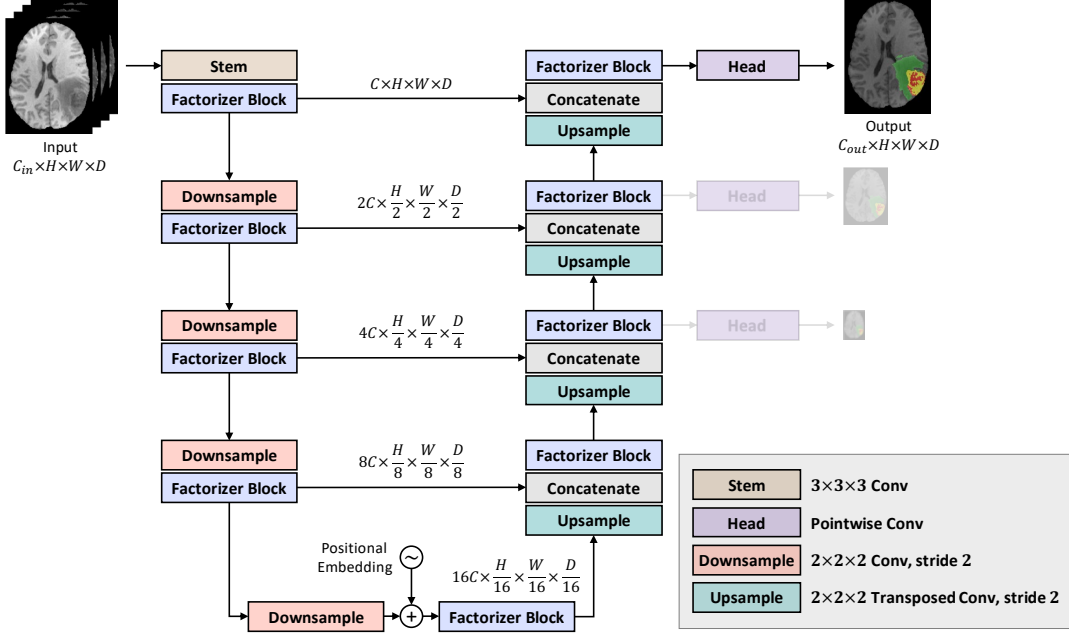 Stem
Factorizer Block
C×H×W×D
Factorizer Block
Concatenate
Upsample
Head
Input
C_in×H×W×D
Output
C_out×H×W×D
Downsample
Factorizer Block
2C×H/2×W/2×D/2
Factorizer Block
Concatenate
Upsample
Head
Downsample
Factorizer Block
4C×H/4×W/4×D/4
Factorizer Block
Concatenate
Upsample
Head
Downsample
Factorizer Block
8C×H/8×W/8×D/8
Factorizer Block
Concatenate
Upsample
Positional
Embedding
16C×H/16×W/16×D/16
Downsample
Factorizer Block
Stem 3×3×3 Conv
Head Pointwise Conv
Downsample 2×2×2 Conv, stride 2
Upsample 2×2×2 Transposed Conv, stride 2